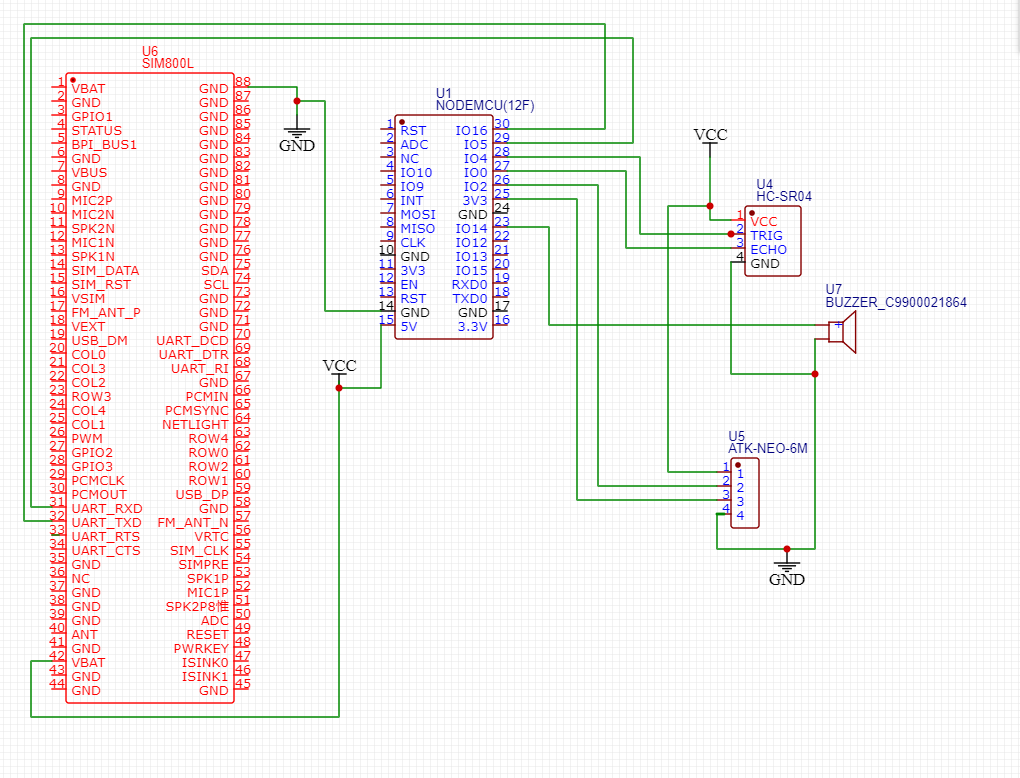 U6
SIM800L
1 VBAT GND 88
2 GND GND 87
3 GPIO1 GND 86
4 STATUS GND 85
5 BPI_BUS1 GND 84
6 GND GND 83
7 VBUS GND 82
8 GND GND 81
9 MIC2P GND 80
10 MIC2N GND 79
11 SPK2N GND 78
12 MIC1N GND 77
13 SPK1N GND 76
14 SIM_DATA SDA 75
15 SIM_RST SCL 74
16 VSIM GND 73
17 FM_ANT_P GND 72
18 VEXT GND 71
19 USB_DM UART_DCD 70
20 COL0 UART_DTR 69
21 COL3 UART_RI 68
22 COL2 GND 67
23 ROW3 PCMIN 66
24 COL4 PCMSYNC 65
25 COL1 NETLIGHT 64
26 PWM ROW4 63
27 GPIO2 ROW0 62
28 GPIO3 ROW2 61
29 PCMCLK ROW1 60
30 PCMOUT USB_DP 59
31 UART_RXD GND 58
32 UART_TXD FM_ANT_N 57
33 UART_RTS VRTC 56
34 UART_CTS SIM_CLK 55
35 GND SIMPRE 54
36 NC SPK1P 53
37 GND MIC1P 52
38 GND 51
39 GND ADC 50
40 ANT RESET 49
41 GND PWRKEY 48
42 VBAT ISINK0 47
43 GND ISINK1 46
44 GND GND 45
GND
U1
NODEMCU(12F)
1 RST IO16 30
2 ADC IO5 29
3 NC IO4 28
4 IO10 IO0 27
5 IO9 IO2 26
6 INT 3V3 25
7 MOSI GND 24
8 MISO IO14 23
9 CLK IO12 22
10 GND IO13 21
11 3V3 IO15 20
12 EN RXD0 19
13 RST TXD0 18
14 GND GND 17
15 5V 3.3V 16
VCC
VCC
U4
HC-SR04
1 VCC
2 TRIG
3 ECHO
4 GND
U7
BUZZER_C9900021864
+
U5
ATK-NEO-6M
1 1
2 2
3 3
4 4
GND